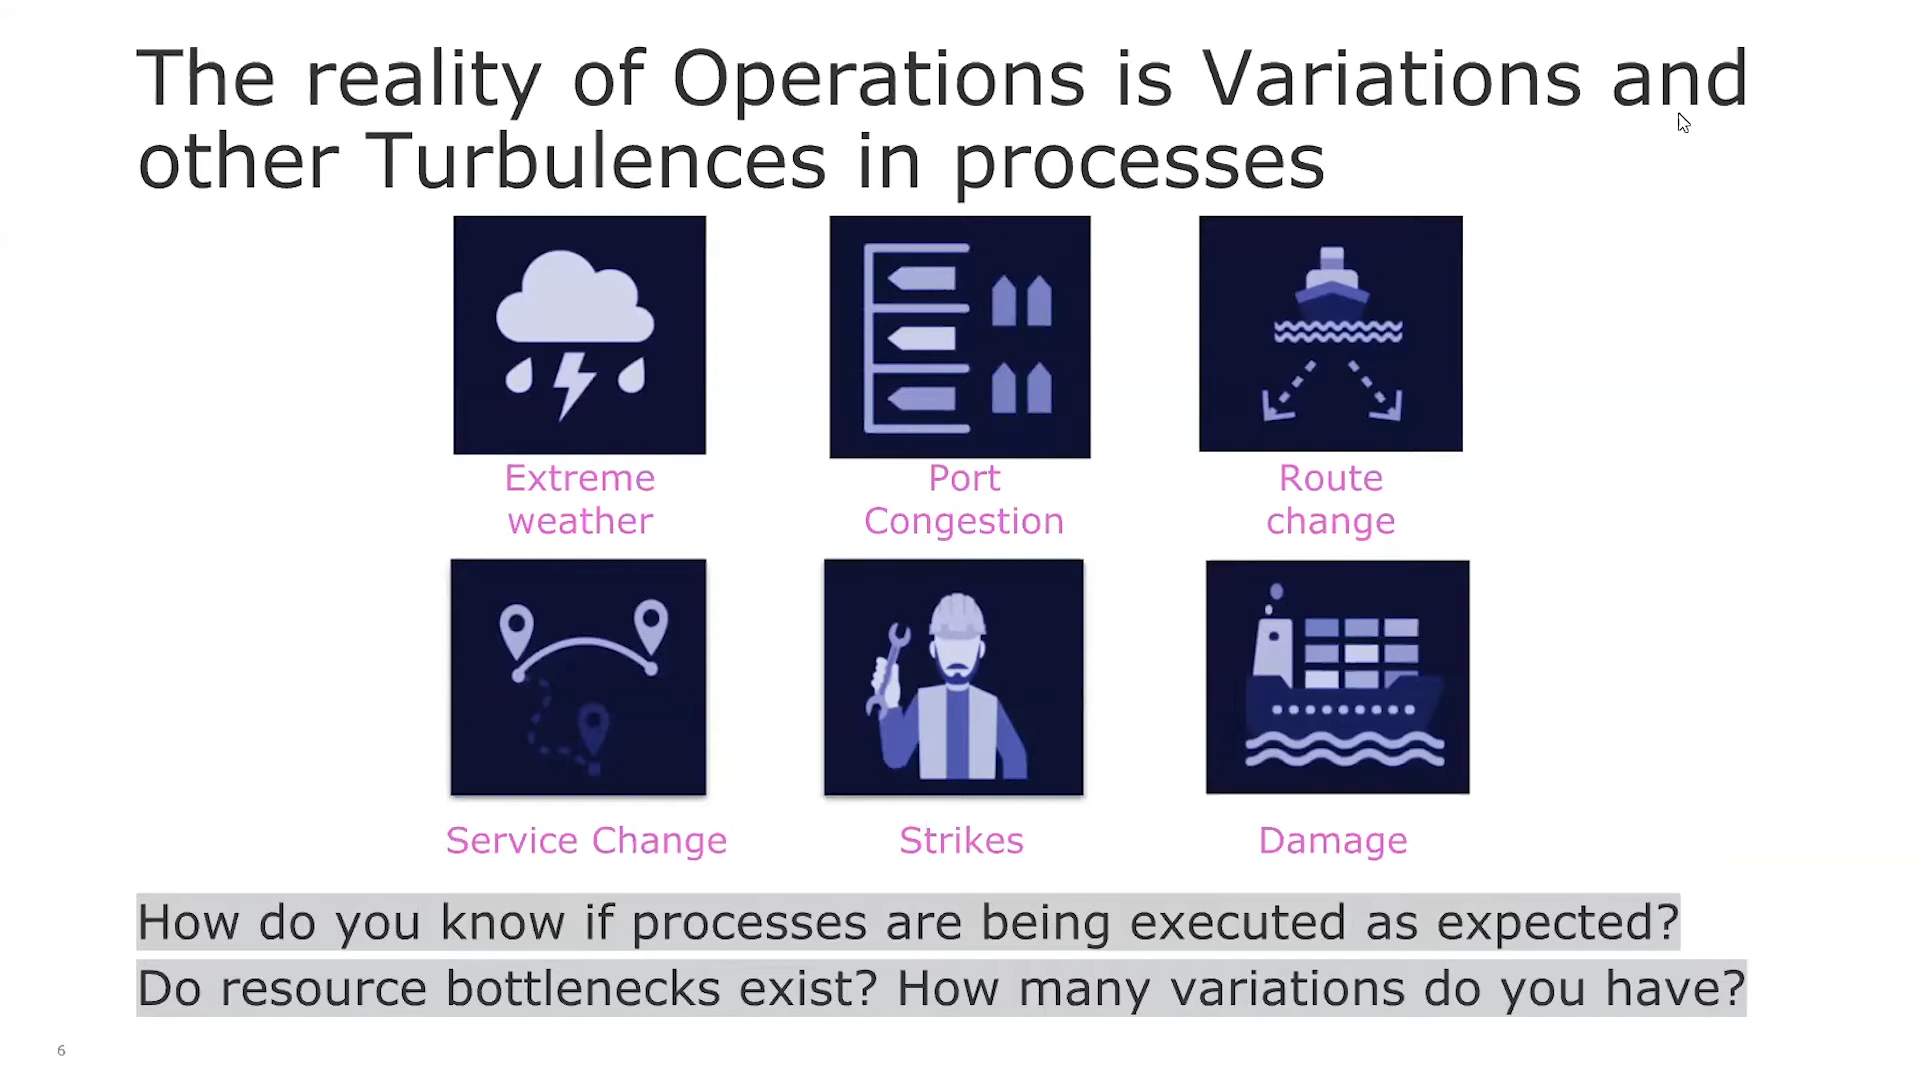 The reality of Operations is Variations and
other Turbulences in processes
Extreme
weather
Port
Congestion
Route
change
Service Change
Strikes
Damage
How do you know if processes are being executed as expected?
Do resource bottlenecks exist? How many variations do you have?
6